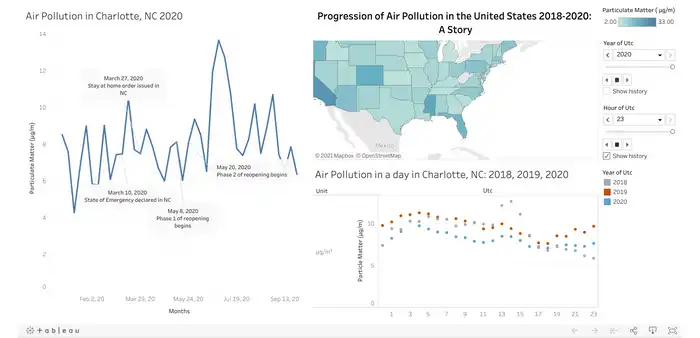 Air Pollution in Charlotte, NC 2020
14
12
10
8
6
4
2
0
Particulate Matter (µg/m)
March 27, 2020
Stay at home order issued in
NC
March 10, 2020
State of Emergency declared in NC
May 8, 2020
Phase 1 of reopening
begins
May 20, 2020
Phase 2 of reopening begins
Feb 2, 20
Mar 29, 20
May 24, 20
Jul 19, 20
Sep 13, 20
Months
Progression of Air Pollution in the United States 2018-2020:
A Story
Mexico
© 2021 Mapbox © OpenStreetMap
Air Pollution in a day in Charlotte, NC: 2018, 2019, 2020
Unit
Utc
µg/m³
Particle Matter (µg/m)
10
5
0
1 3 5 7 9 11 13 15 17 19 21 23
Particulate Matter ( µg/m)
2.00 33.00
Year of Utc
2020
Show history
Hour of Utc
23
Show history
Year of Utc
2018
2019
2020
+ a b l e a u